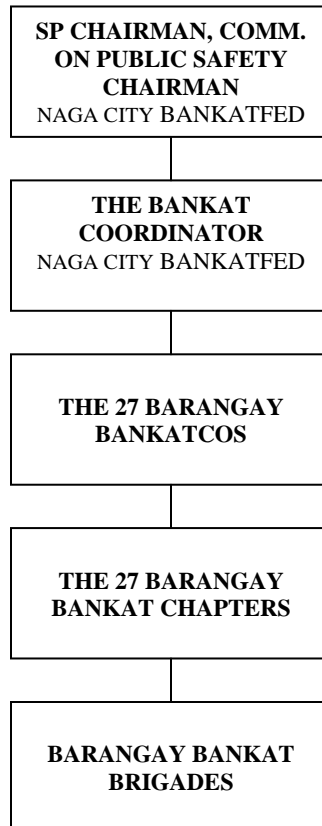 SP CHAIRMAN, COMM.
ON PUBLIC SAFETY
CHAIRMAN
NAGA CITY BANKATFED
THE BANKAT
COORDINATOR
NAGA CITY BANKATFED
THE 27 BARANGAY
BANKATCOS
THE 27 BARANGAY
BANKAT CHAPTERS
BARANGAY BANKAT
BRIGADES